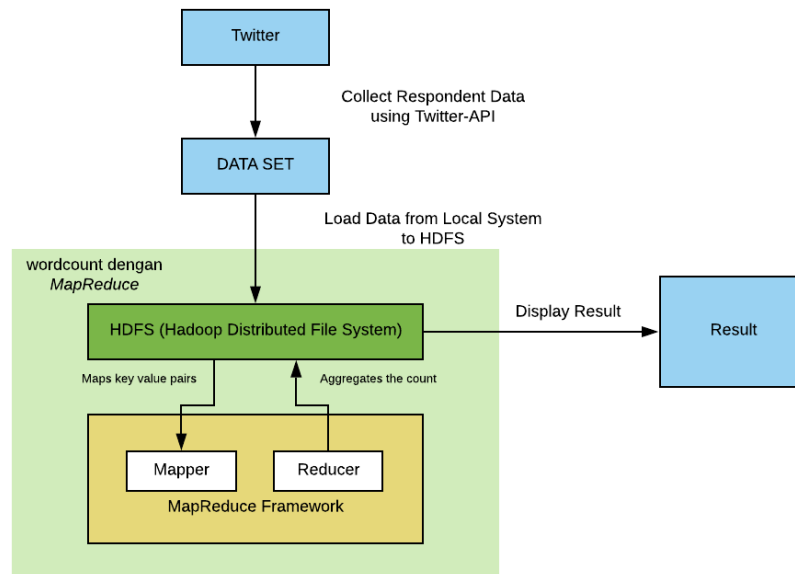 Twitter
Collect Respondent Data
using Twitter-API
DATA SET
Load Data from Local System
to HDFS
wordcount dengan
MapReduce
HDFS (Hadoop Distributed File System)
Display Result
Result
Maps key value pairs
Aggregates the count
Mapper
Reducer
MapReduce Framework